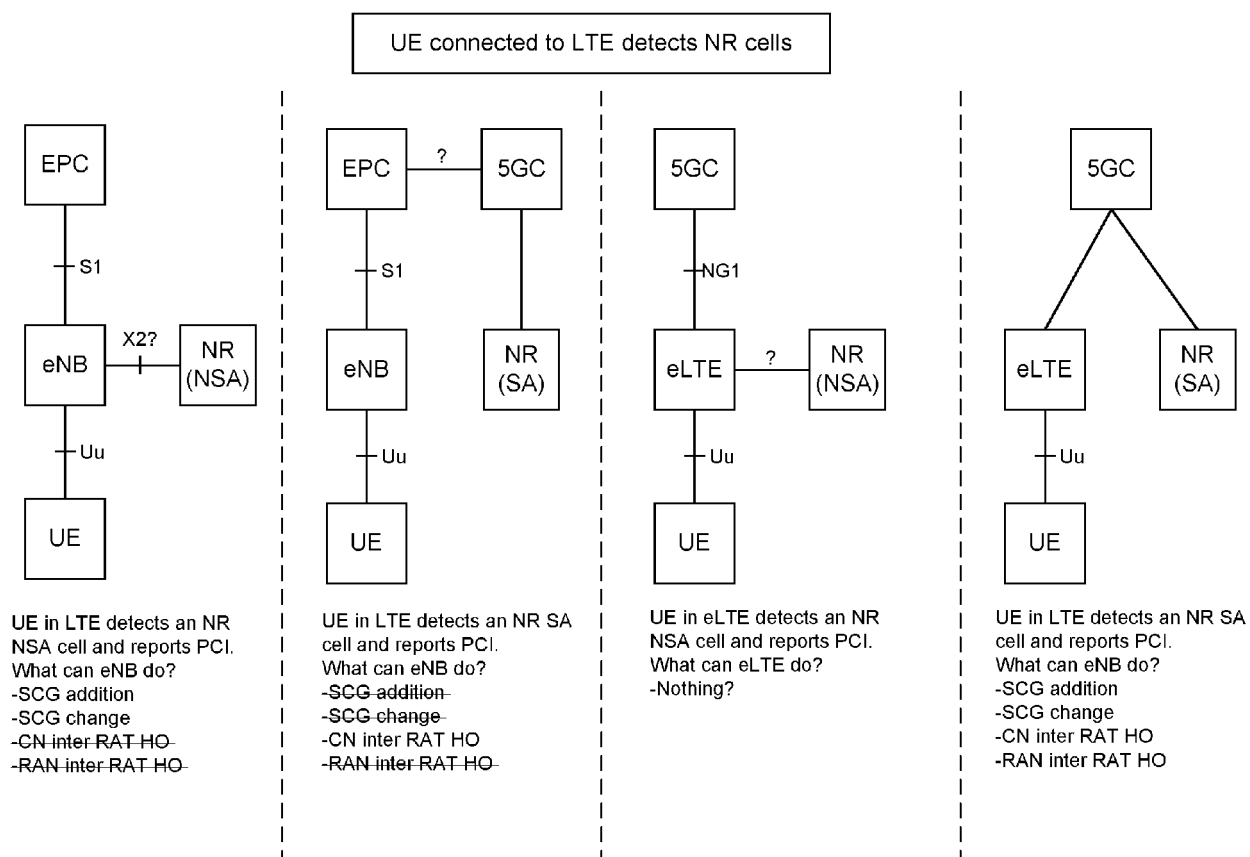 UE connected to LTE detects NR cells
EPC
S1
eNB
X2?
NR
(NSA)
Uu
UE
UE in LTE detects an NR
NSA cell and reports PCI.
What can eNB do?
-SCG addition
-SCG change
-CN inter RAT HO
-RAN inter RAT HO
EPC
?
5GC
S1
eNB
NR
(SA)
Uu
UE
UE in LTE detects an NR SA
cell and reports PCI.
What can eNB do?
-SCG addition
-SCG change
-CN inter RAT HO
-RAN inter RAT HO
5GC
NG1
eLTE
?
NR
(NSA)
Uu
UE
UE in eLTE detects an NR
NSA cell and reports PCI.
What can eLTE do?
-Nothing?
5GC
eLTE
NR
(SA)
Uu
UE
UE in LTE detects an NR SA
cell and reports PCI.
What can eNB do?
-SCG addition
-SCG change
-CN inter RAT HO
-RAN inter RAT HO